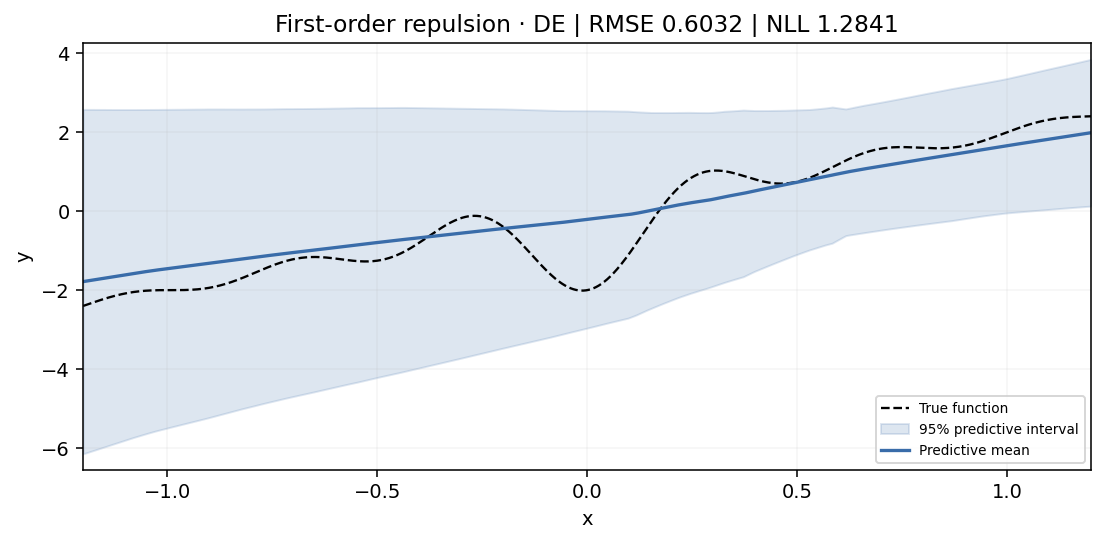 First-order repulsion · DE | RMSE 0.6032 | NLL 1.2841
4
2
0
−2
−4
−6
y
−1.0
−0.5
0.0
0.5
1.0
x
True function
95% predictive interval
Predictive mean